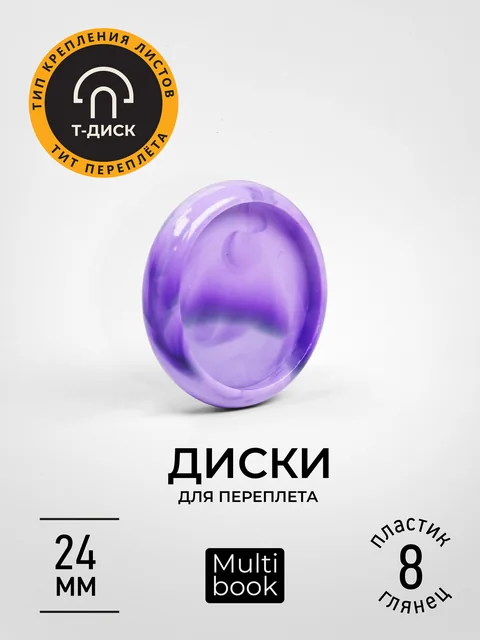 ТИП КРЕПЛЕНИЯ ЛИСТОВ
Т-ДИСК
ТИТ ПЕРЕПЛЁТА
ДИСКИ
ДЛЯ ПЕРЕПЛЕТА
24
ММ
Multi
book
пластик
8
глянец